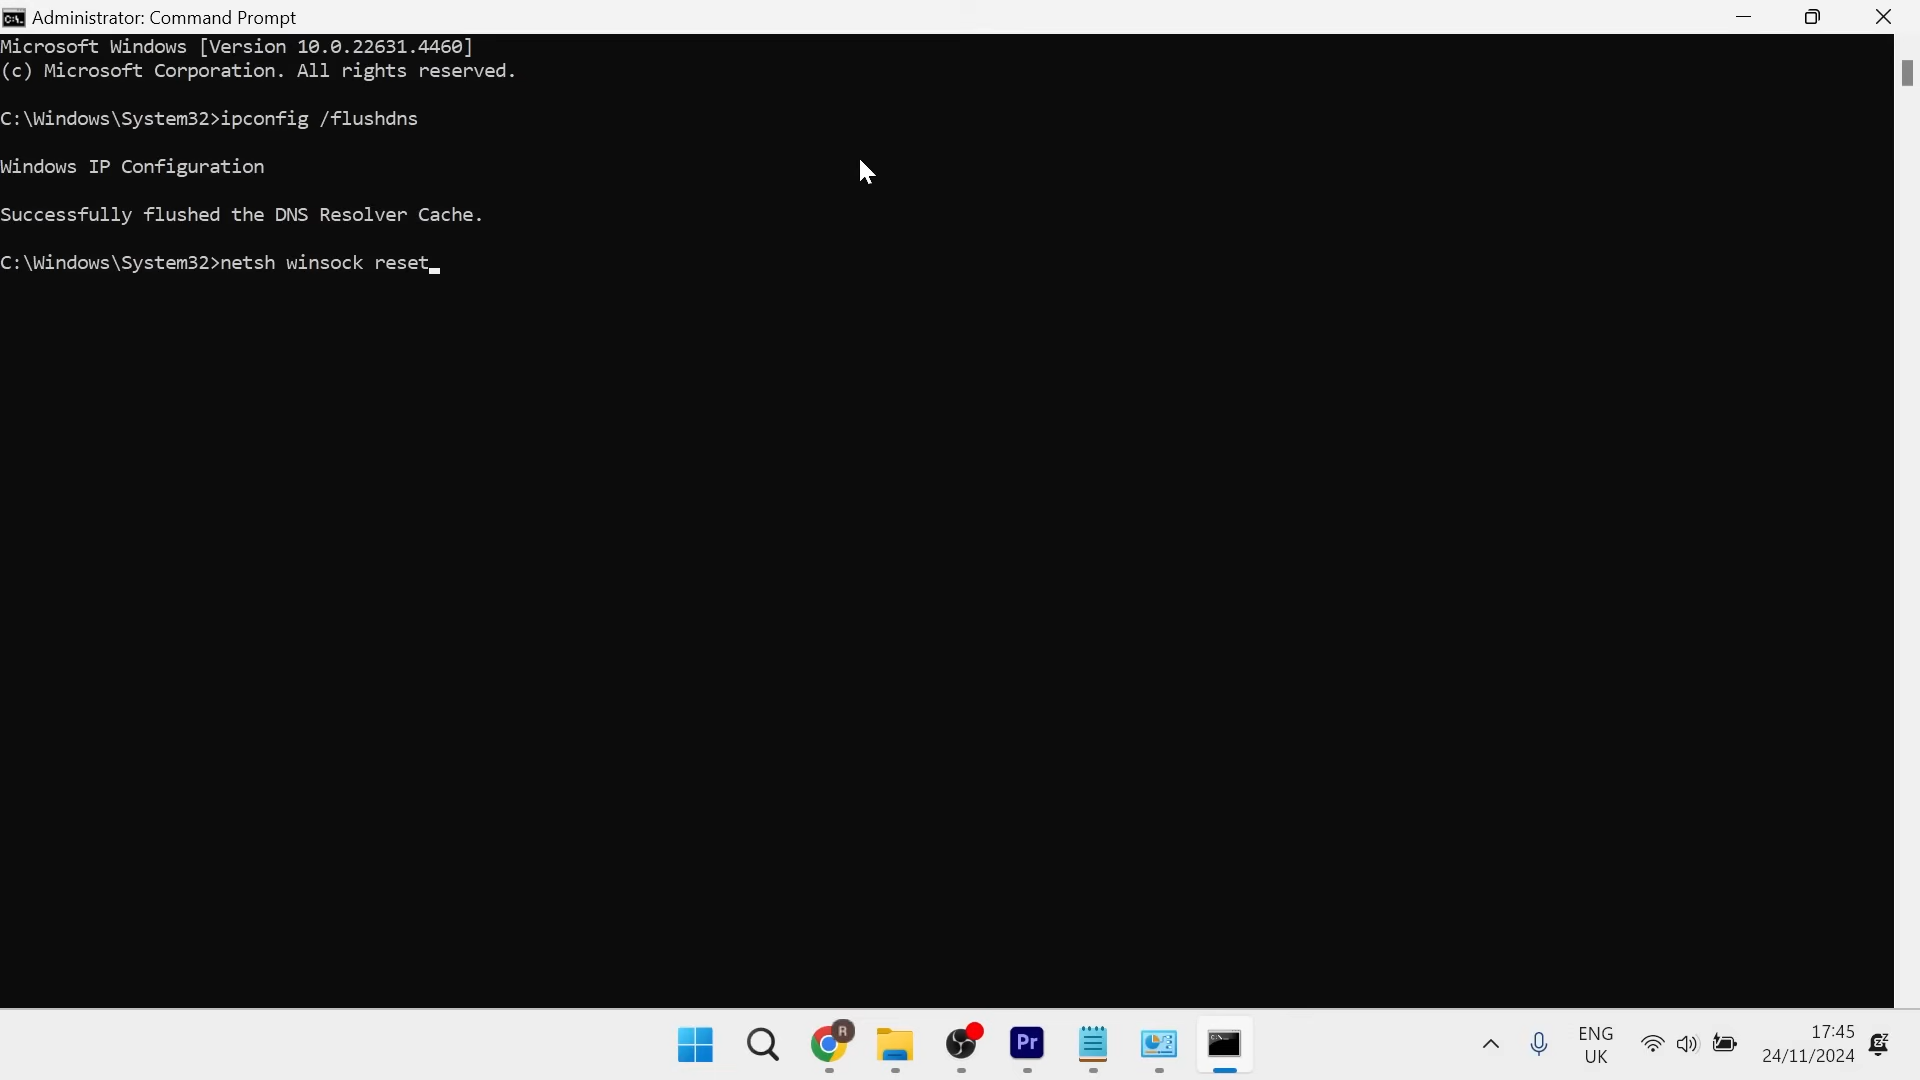 Administrator: Command Prompt
Microsoft Windows [Version 10.0.22631.4460]
(c) Microsoft Corporation. All rights reserved.
C:\Windows\System32>ipconfig /flushdns
Windows IP Configuration
Successfully flushed the DNS Resolver Cache.
C:\Windows\System32>netsh winsock reset
R
Pr
ENG
UK
17:45
24/11/2024